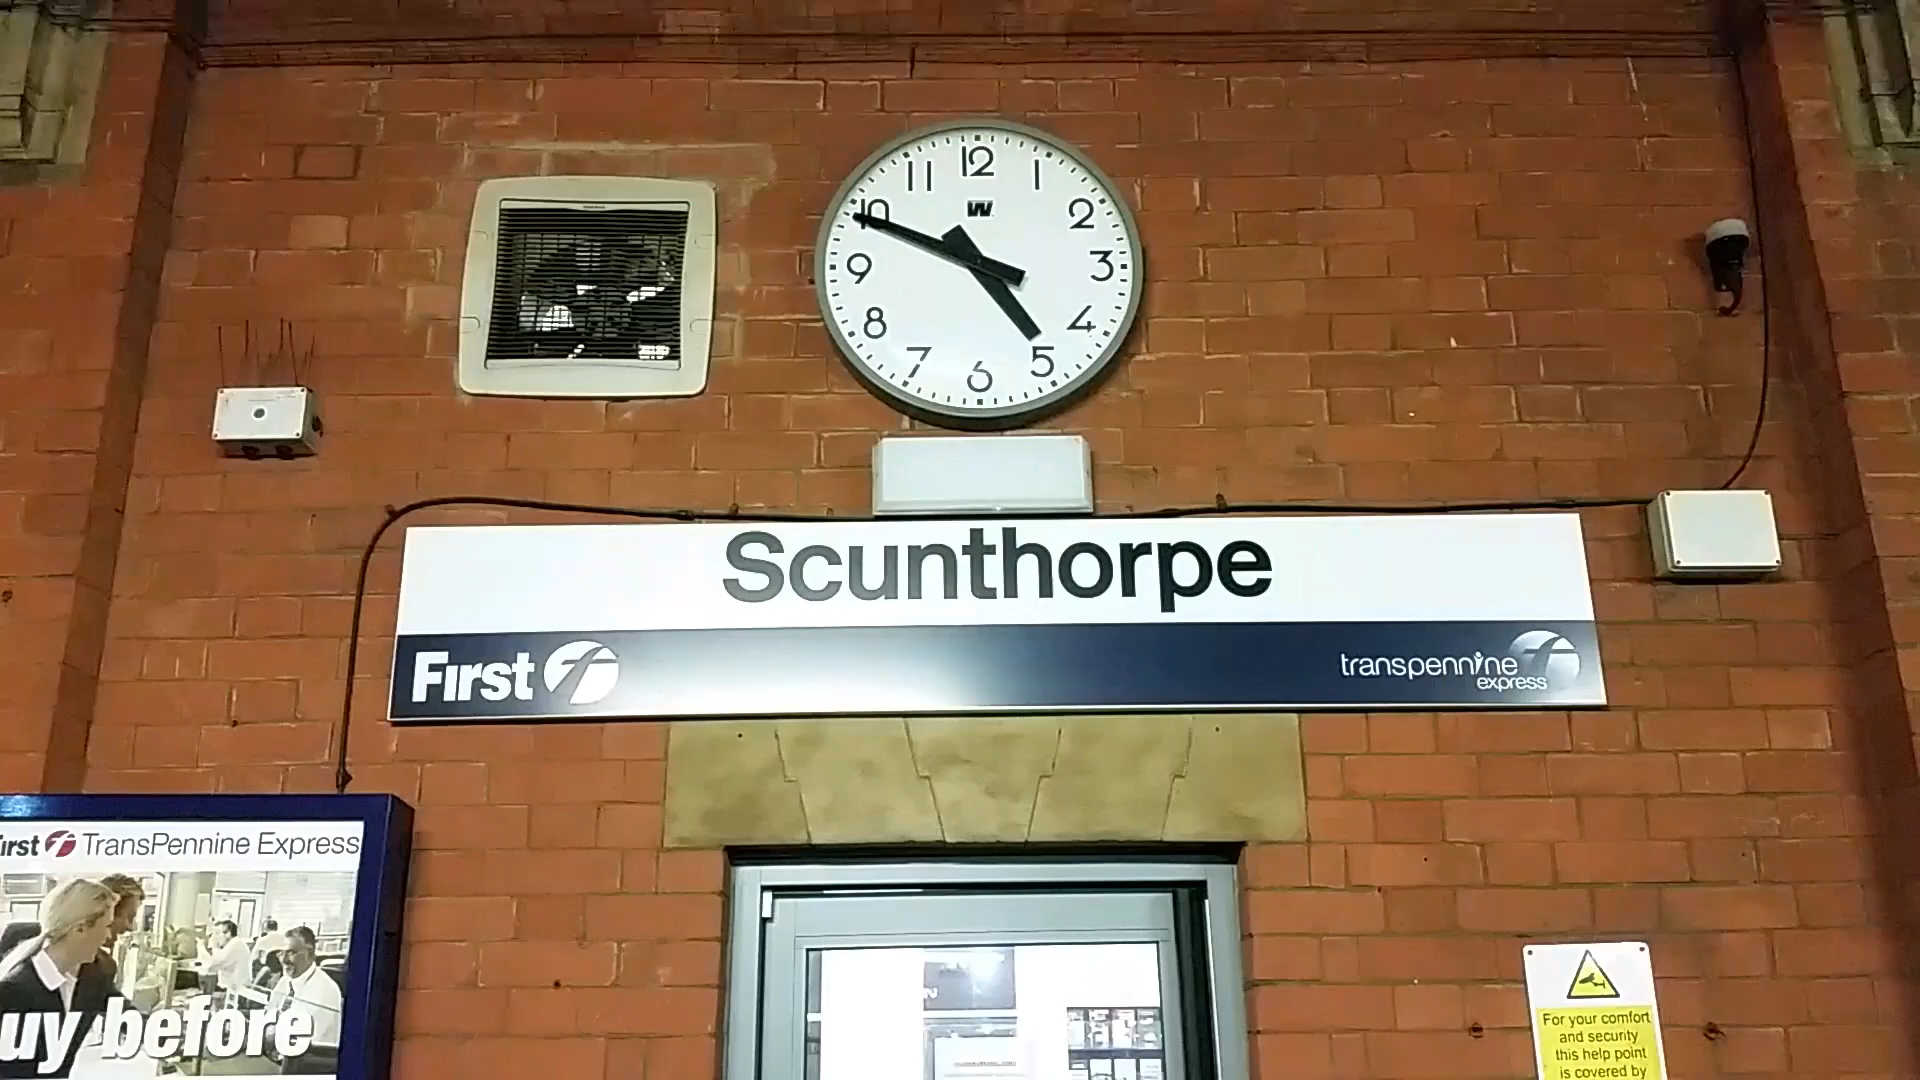 12
11 1
W
10 2
9 3
8 4
7 5
6
Scunthorpe
First
transpennine
express
First TransPennine Express
uy before
For your comfort
and security
this help point
is covered by